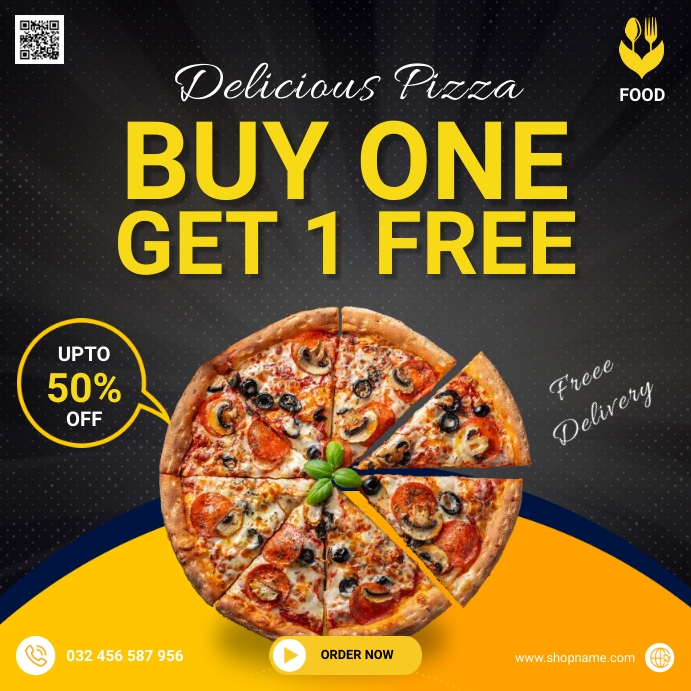 FOOD
Delicious Pizza
BUY ONE
GET 1 FREE
UPTO
50%
OFF
Freee
Delivery
032 456 587 956
ORDER NOW
www.shopname.com